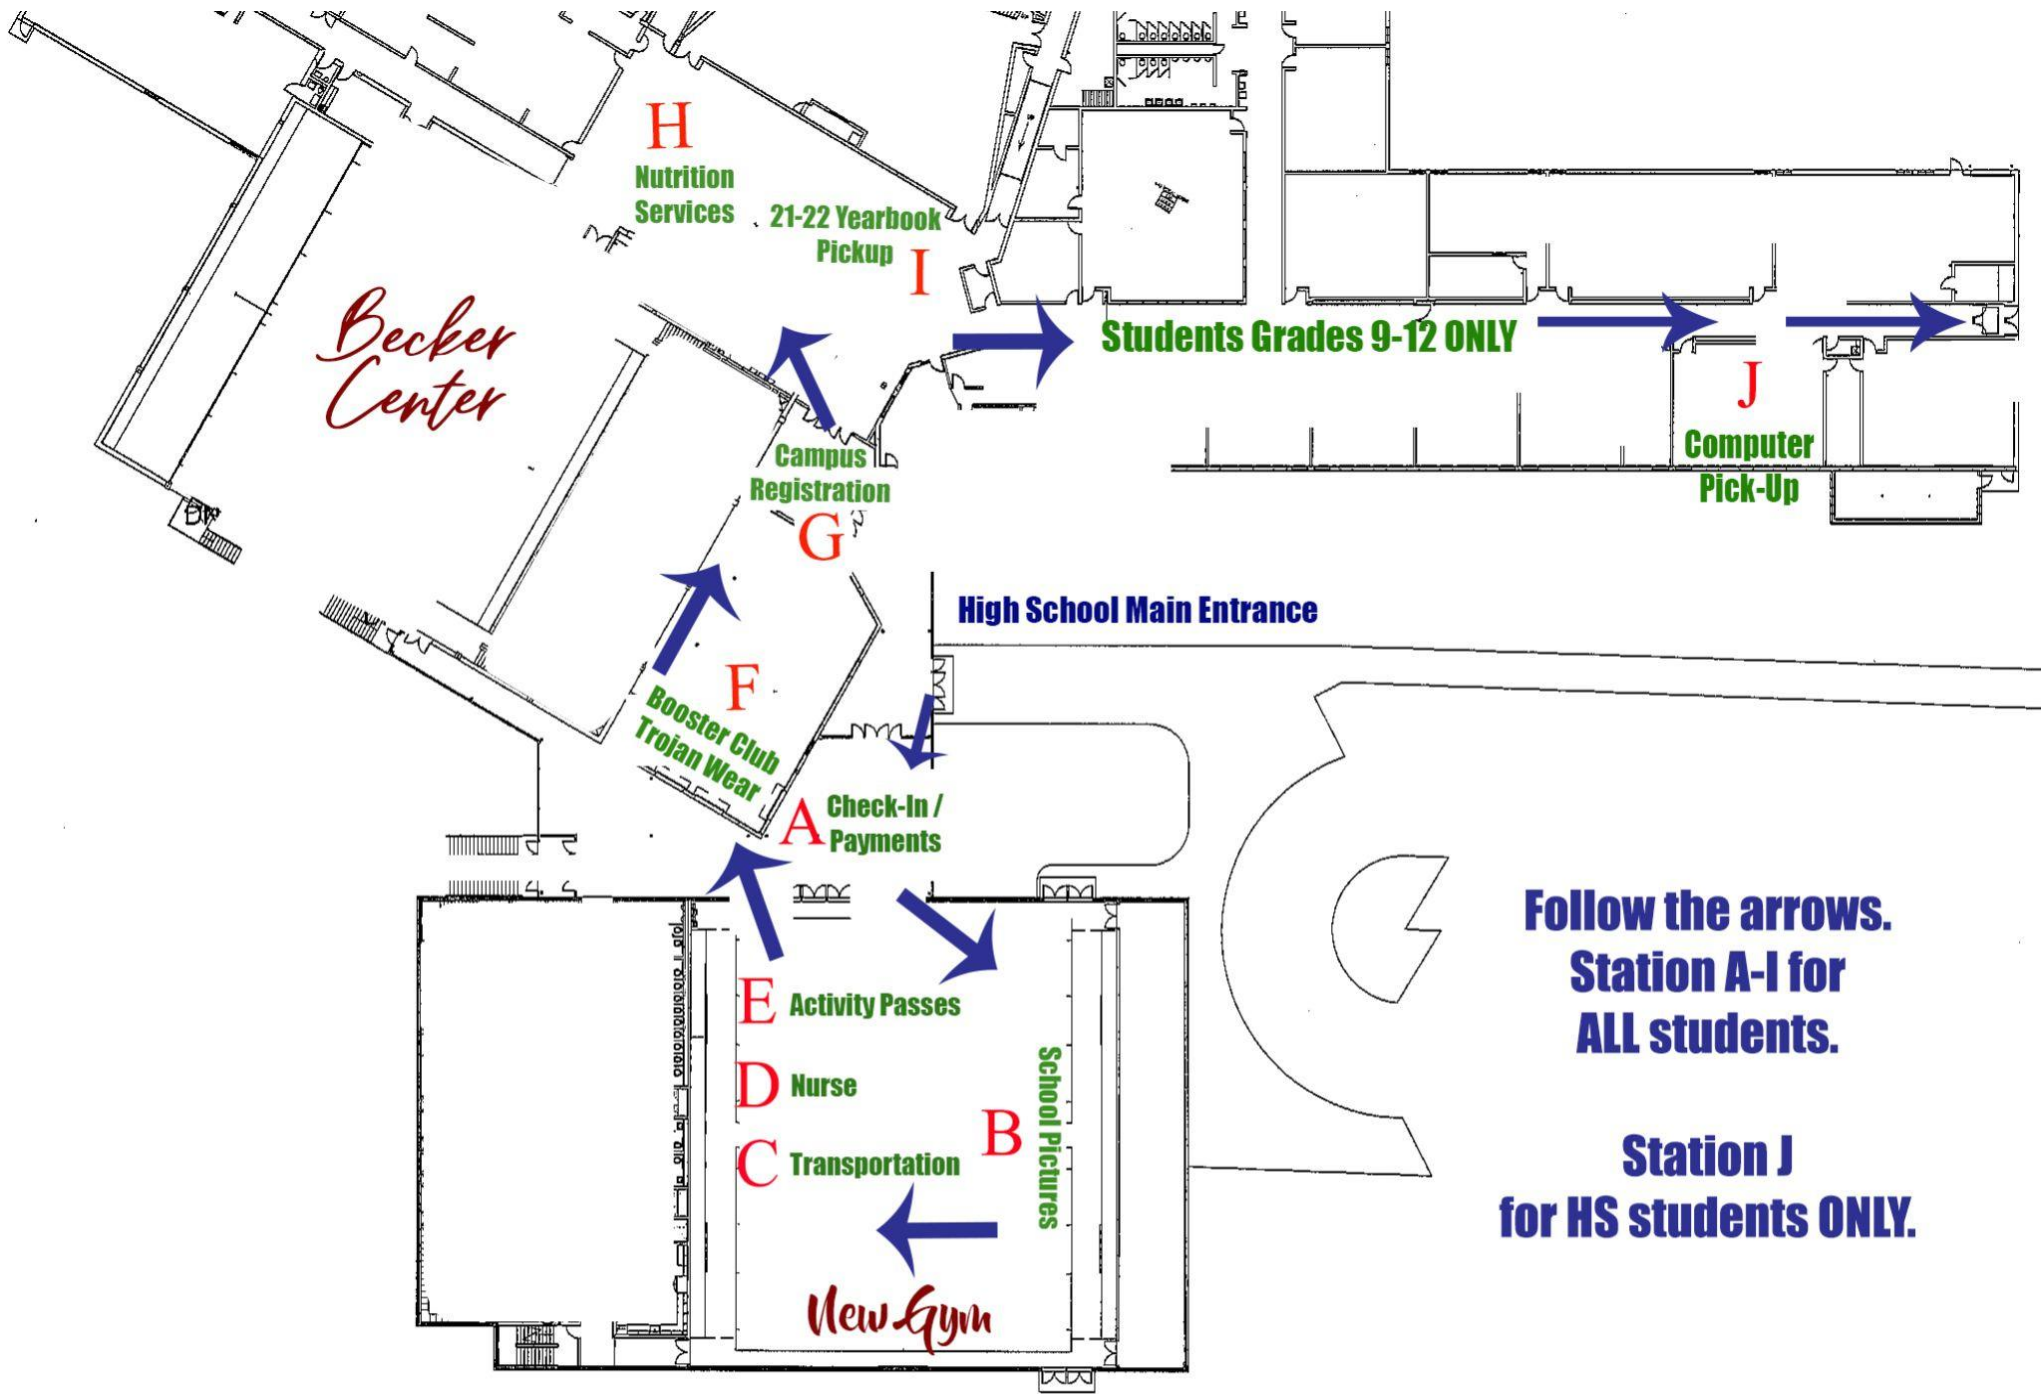 H
Nutrition
Services
21-22 Yearbook
Pickup
I
Becker
Center
Students Grades 9-12 ONLY
J
Computer
Pick-Up
Campus
Registration
G
High School Main Entrance
F
Booster Club
Trojan Wear
A
Check-In /
Payments
E Activity Passes
D Nurse
C Transportation
B
School Pictures
New Gym
Follow the arrows.
Station A-I for
ALL students.
Station J
for HS students ONLY.